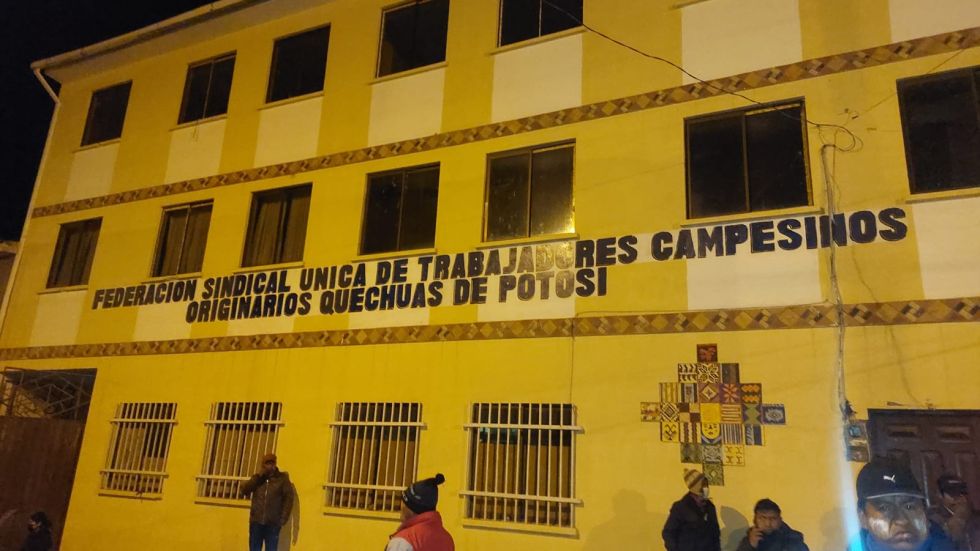 FEDERACION SINDICAL UNICA DE TRABAJADORES CAMPESINOS
ORIGINARIOS QUECHUAS DE POTOSI